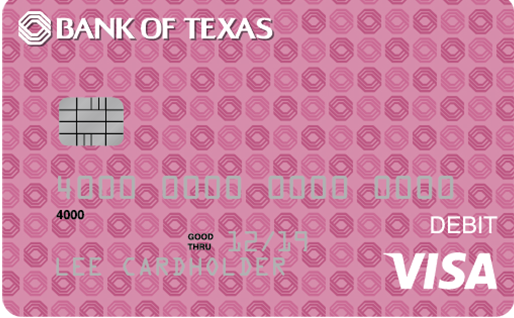 BANK OF TEXAS
4000 0000 0000 0000
4000
DEBIT
GOOD THRU 12/19
LEE CARDHOLDER
VISA